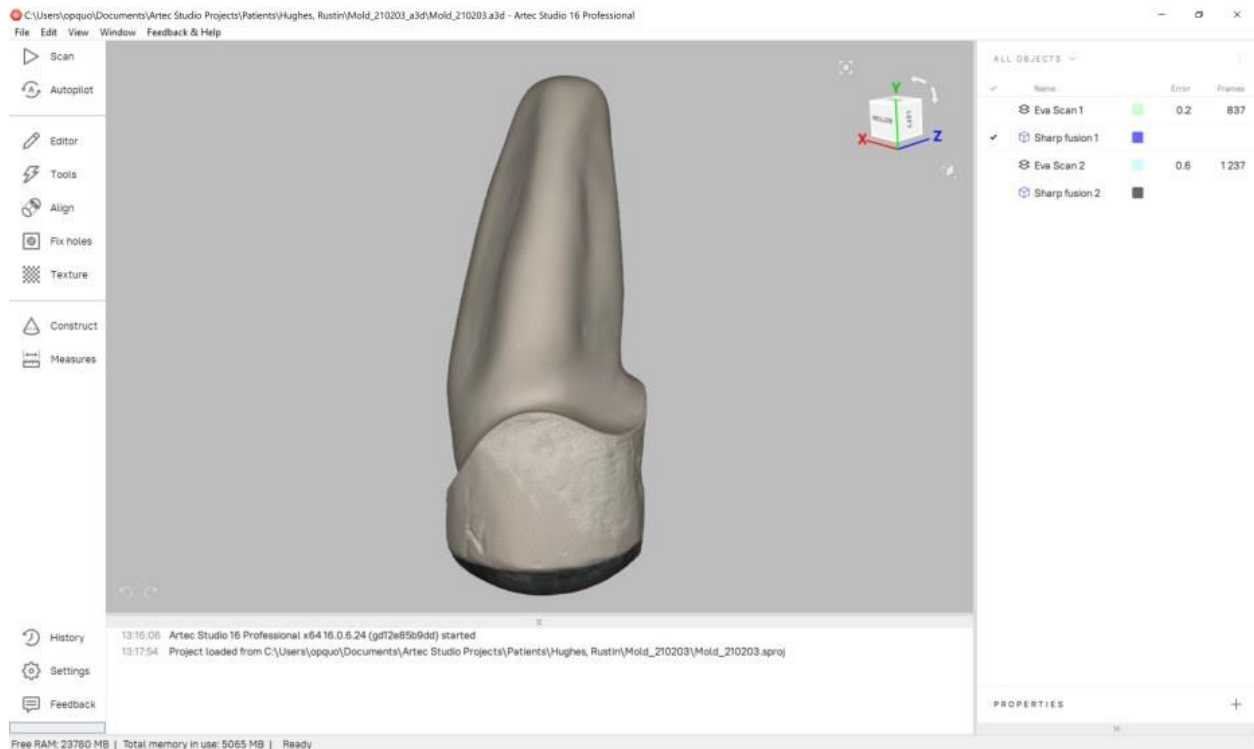 C:\Users\opquo\Documents\Artec Studio Projects\Patients\Hughes, Rustin\Mold_210203_a3d\Mold_210203.a3d - Artec Studio 16 Professional
File Edit View Window Feedback & Help
Scan
Autopilot
Editor
Tools
Align
Fix holes
Texture
Construct
Measures
History
Settings
Feedback
Y
X
Z
LEFT
13:16:06 Artec Studio 16 Professional x64 16.0.6.24 (gd12e85b9dd) started
13:17:54 Project loaded from C:\Users\opquo\Documents\Artec Studio Projects\Patients\Hughes, Rustin\Mold_210203\Mold_210203.sproj
ALL OBJECTS
Name Error Frames
Eva Scan 1 0.2 837
Sharp fusion 1
Eva Scan 2 0.6 1 237
Sharp fusion 2
PROPERTIES
Free RAM: 23780 MB | Total memory in use: 5065 MB | Ready